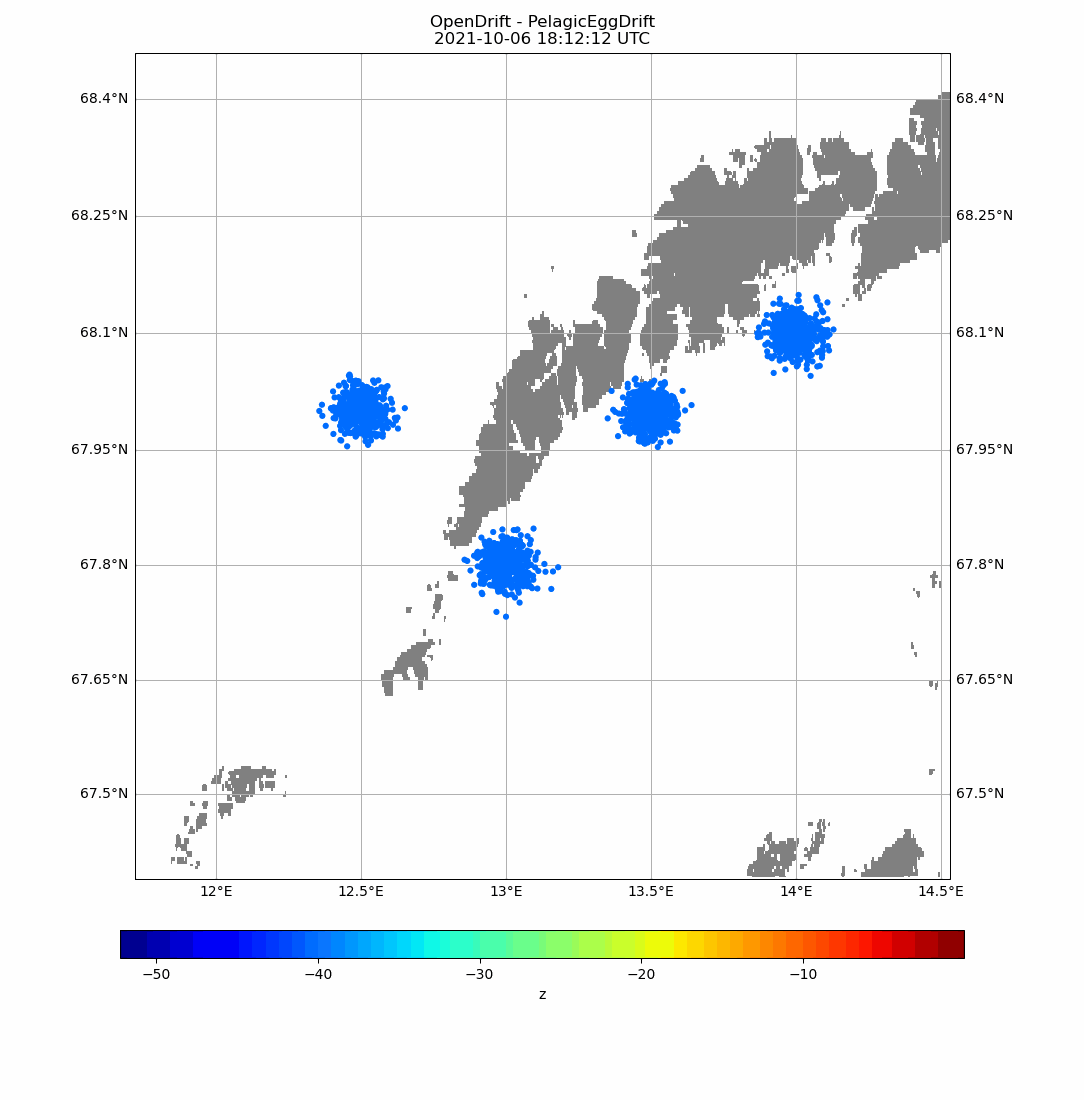 OpenDrift - PelagicEggDrift
2021-10-06 18:12:12 UTC
68.4°N 68.4°N
68.25°N 68.25°N
68.1°N 68.1°N
67.95°N 67.95°N
67.8°N 67.8°N
67.65°N 67.65°N
67.5°N 67.5°N
12°E 12.5°E 13°E 13.5°E 14°E 14.5°E
−50 −40 −30 −20 −10
z